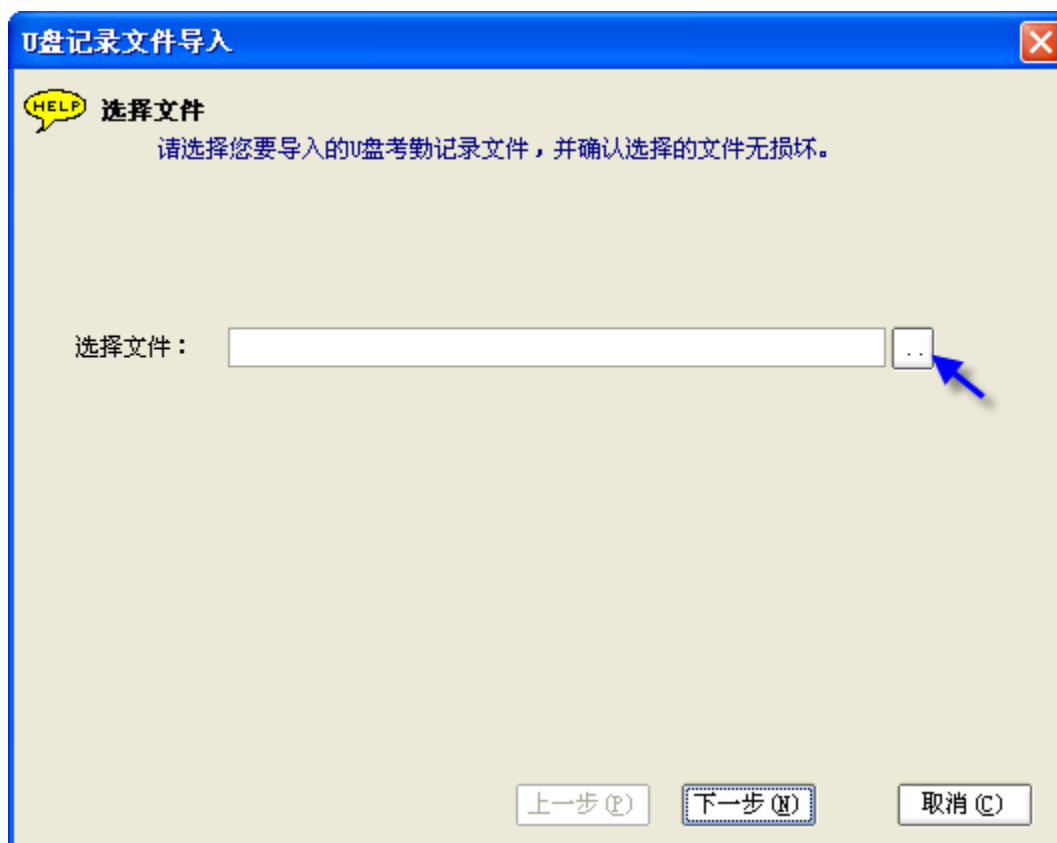 U盘记录文件导入
HELP 选择文件
请选择您要导入的U盘考勤记录文件，并确认选择的文件无损坏。
选择文件：
..
上一步(P) 下一步(N) 取消(C)